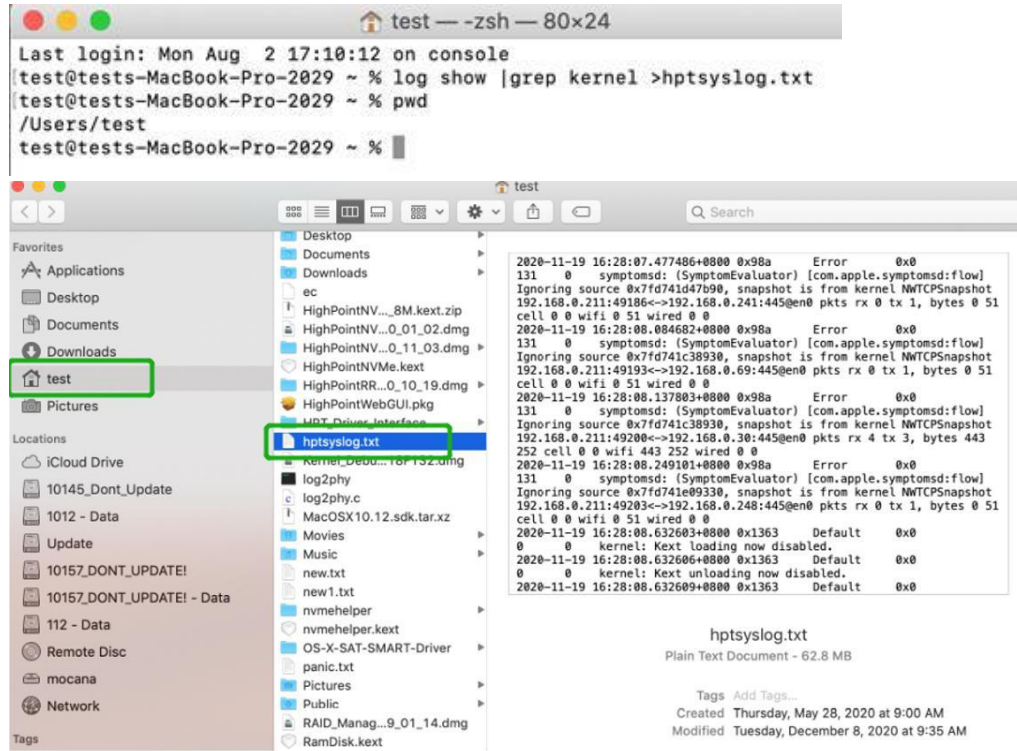 test — -zsh — 80×24
Last login: Mon Aug  2 17:10:12 on console
[test@tests-MacBook-Pro-2029 ~ % log show |grep kernel >hptsyslog.txt
[test@tests-MacBook-Pro-2029 ~ % pwd
/Users/test
test@tests-MacBook-Pro-2029 ~ %
test
Search
Favorites
Applications
Desktop
Documents
Downloads
test
Pictures
Locations
iCloud Drive
10145_Dont_Update
1012 - Data
Update
10157_DONT_UPDATE!
10157_DONT_UPDATE! - Data
112 - Data
Remote Disc
mocana
Network
Tags
Desktop
Documents
Downloads
ec
HighPointNV..._8M.kext.zip
HighPointNV...0_01_02.dmg
HighPointNV...0_11_03.dmg
HighPointNVMe.kext
HighPointRR...0_10_19.dmg
HighPointWebGUI.pkg
HPT_Driver_Interface
hptsyslog.txt
Kernel_Debu...18F132.dmg
log2phy
log2phy.c
MacOSX10.12.sdk.tar.xz
Movies
Music
new.txt
new1.txt
nvmehelper
nvmehelper.kext
OS-X-SAT-SMART-Driver
panic.txt
Pictures
Public
RAID_Manag...9_01_14.dmg
RamDisk.kext
2020-11-19 16:28:07.477486+0800 0x98a Error 0x0
131 0 symptomsd: (SymptomEvaluator) [com.apple.symptomsd:flow]
Ignoring source 0x7fd741d47b90, snapshot is from kernel NWTCPSnapshot
192.168.0.211:49186<->192.168.0.241:445@en0 pkts rx 0 tx 1, bytes 0 51
cell 0 0 wifi 0 51 wired 0 0
2020-11-19 16:28:08.084682+0800 0x98a Error 0x0
131 0 symptomsd: (SymptomEvaluator) [com.apple.symptomsd:flow]
Ignoring source 0x7fd741c38930, snapshot is from kernel NWTCPSnapshot
192.168.0.211:49193<->192.168.0.69:445@en0 pkts rx 0 tx 1, bytes 0 51
cell 0 0 wifi 0 51 wired 0 0
2020-11-19 16:28:08.137803+0800 0x98a Error 0x0
131 0 symptomsd: (SymptomEvaluator) [com.apple.symptomsd:flow]
Ignoring source 0x7fd741c38930, snapshot is from kernel NWTCPSnapshot
192.168.0.211:49200<->192.168.0.30:445@en0 pkts rx 4 tx 3, bytes 443
252 cell 0 0 wifi 443 252 wired 0 0
2020-11-19 16:28:08.249101+0800 0x98a Error 0x0
131 0 symptomsd: (SymptomEvaluator) [com.apple.symptomsd:flow]
Ignoring source 0x7fd741e09330, snapshot is from kernel NWTCPSnapshot
192.168.0.211:49203<->192.168.0.248:445@en0 pkts rx 0 tx 1, bytes 0 51
cell 0 0 wifi 0 51 wired 0 0
2020-11-19 16:28:08.632603+0800 0x1363 Default 0x0
0 0 kernel: Kext loading now disabled.
2020-11-19 16:28:08.632606+0800 0x1363 Default 0x0
0 0 kernel: Kext unloading now disabled.
2020-11-19 16:28:08.632609+0800 0x1363 Default 0x0
hptsyslog.txt
Plain Text Document - 62.8 MB
Tags Add Tags...
Created Thursday, May 28, 2020 at 9:00 AM
Modified Tuesday, December 8, 2020 at 9:35 AM